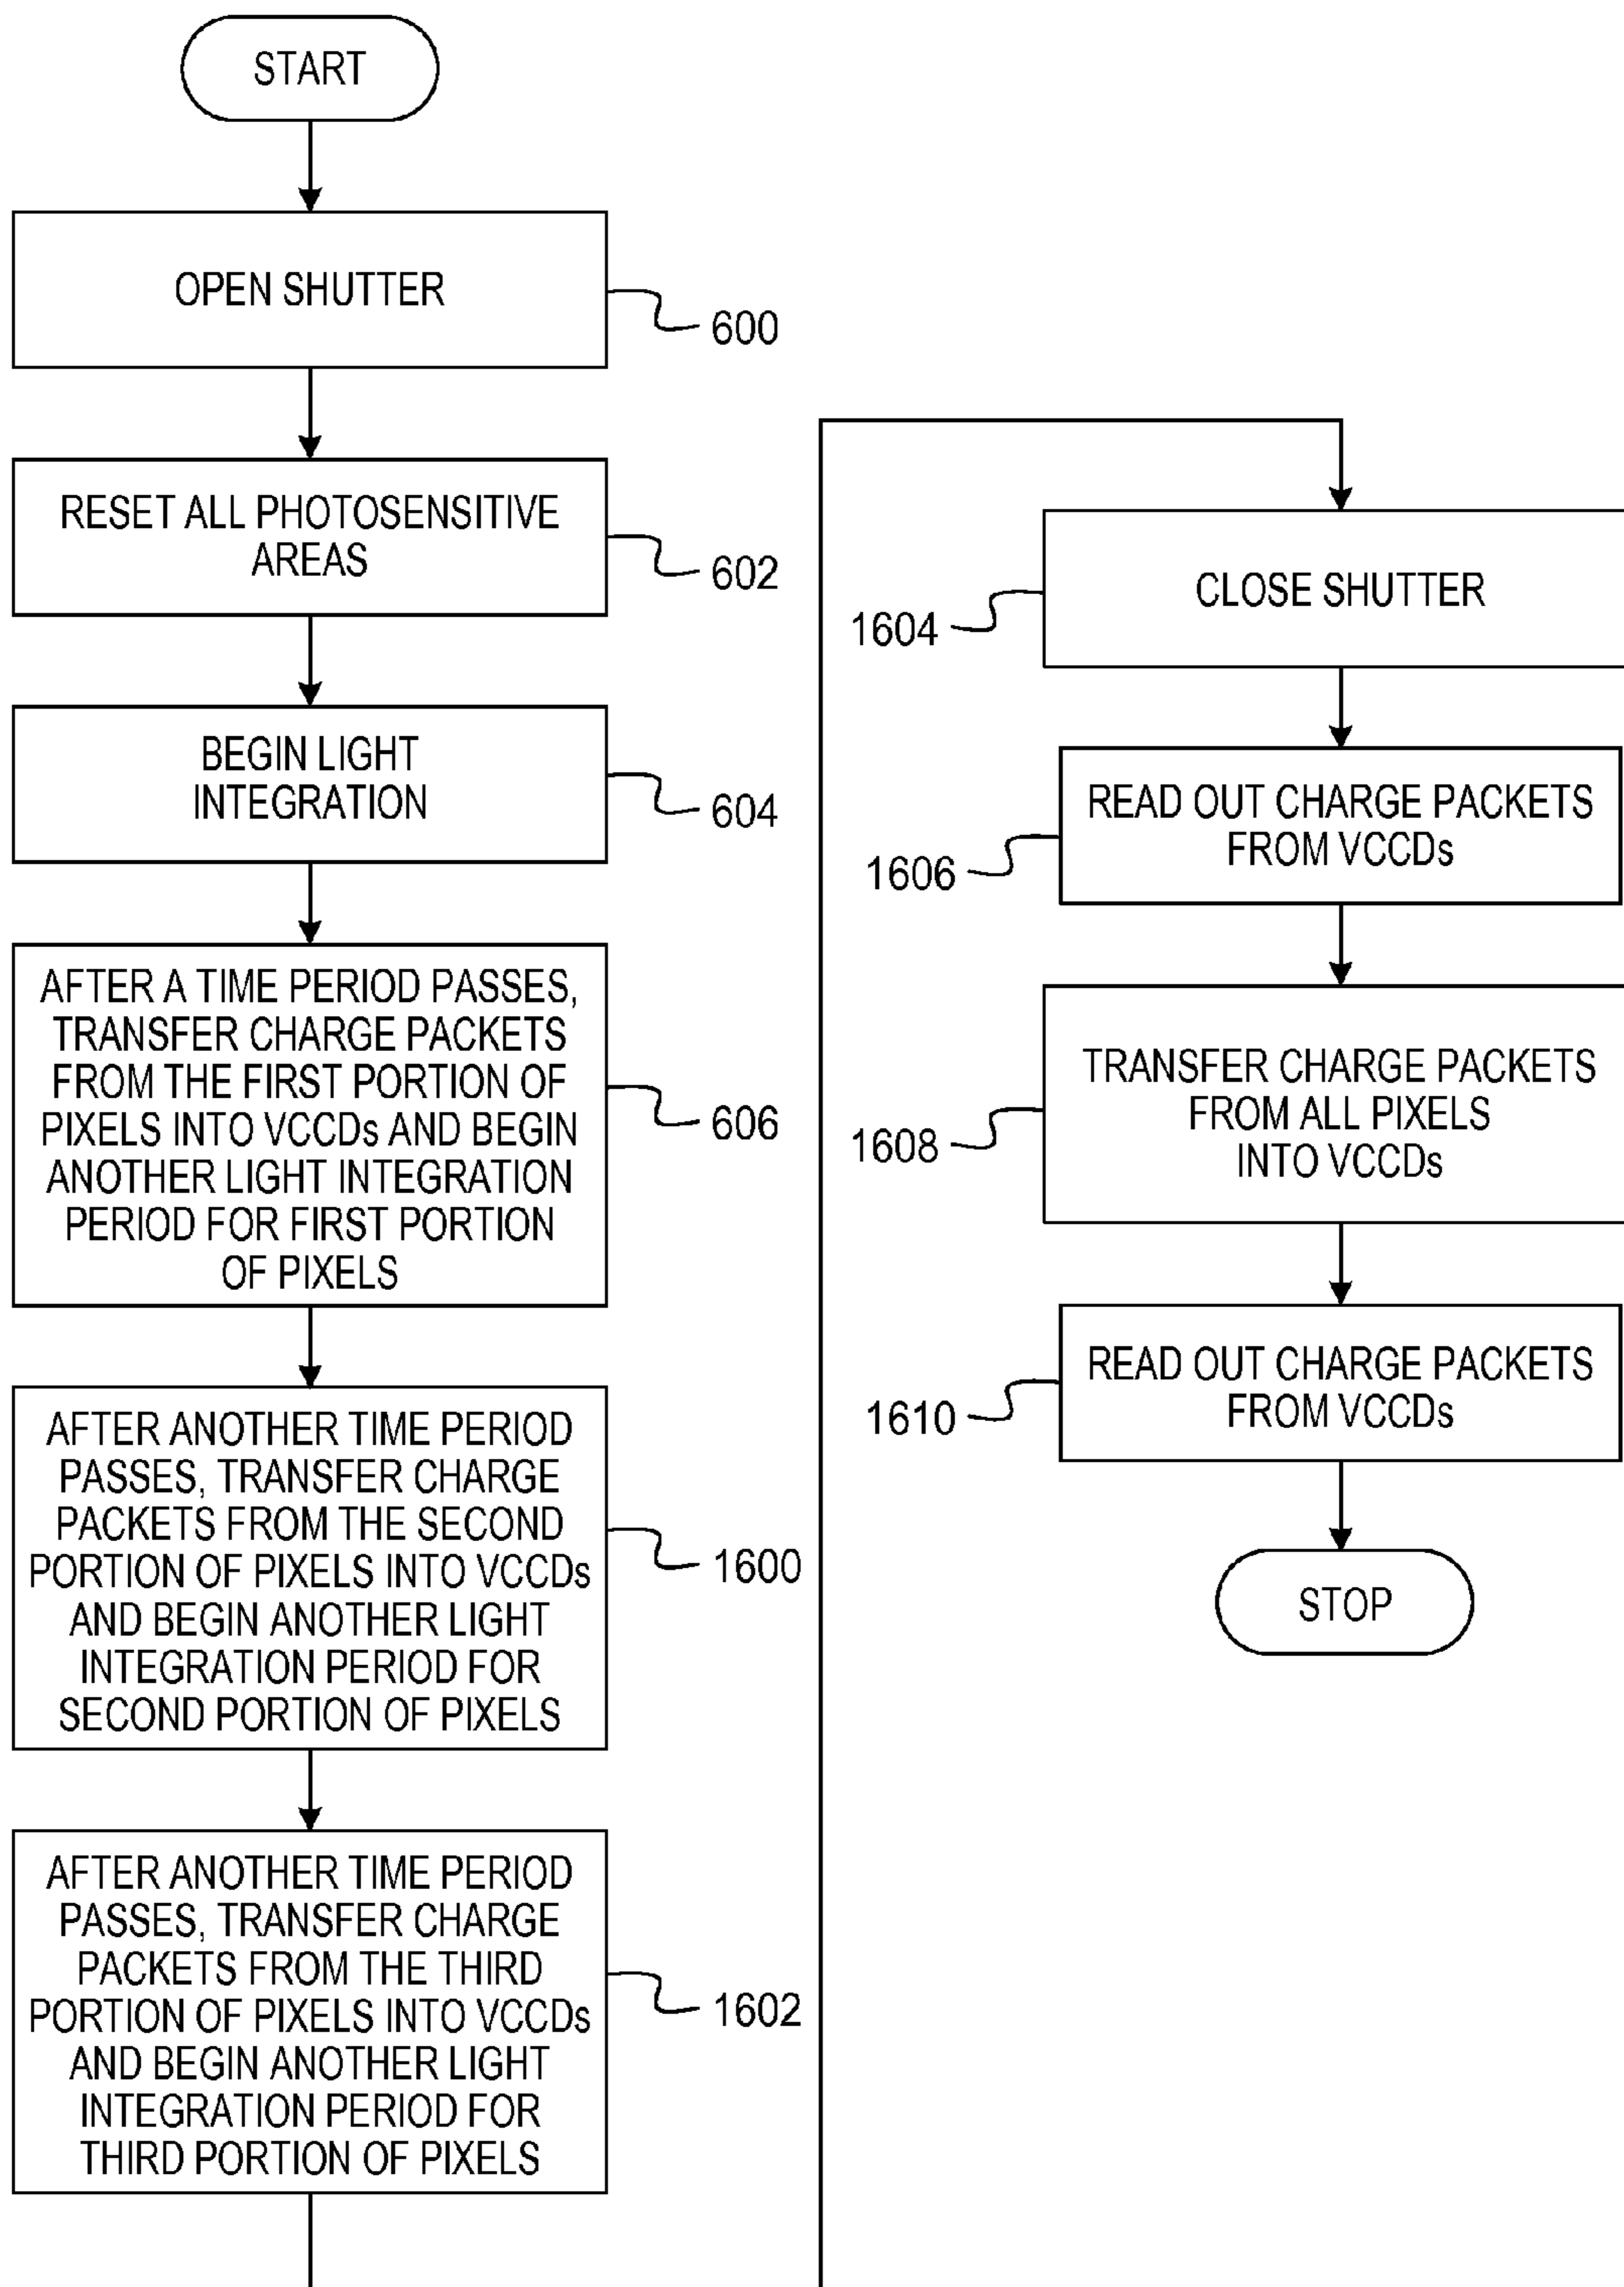 START
OPEN SHUTTER
600
RESET ALL PHOTOSENSITIVE
AREAS
602
BEGIN LIGHT
INTEGRATION
604
AFTER A TIME PERIOD PASSES,
TRANSFER CHARGE PACKETS
FROM THE FIRST PORTION OF
PIXELS INTO VCCDs AND BEGIN
ANOTHER LIGHT INTEGRATION
PERIOD FOR FIRST PORTION
OF PIXELS
606
AFTER ANOTHER TIME PERIOD
PASSES, TRANSFER CHARGE
PACKETS FROM THE SECOND
PORTION OF PIXELS INTO VCCDs
AND BEGIN ANOTHER LIGHT
INTEGRATION PERIOD FOR
SECOND PORTION OF PIXELS
1600
AFTER ANOTHER TIME PERIOD
PASSES, TRANSFER CHARGE
PACKETS FROM THE THIRD
PORTION OF PIXELS INTO VCCDs
AND BEGIN ANOTHER LIGHT
INTEGRATION PERIOD FOR
THIRD PORTION OF PIXELS
1602
CLOSE SHUTTER
1604
READ OUT CHARGE PACKETS
FROM VCCDs
1606
TRANSFER CHARGE PACKETS
FROM ALL PIXELS
INTO VCCDs
1608
READ OUT CHARGE PACKETS
FROM VCCDs
1610
STOP